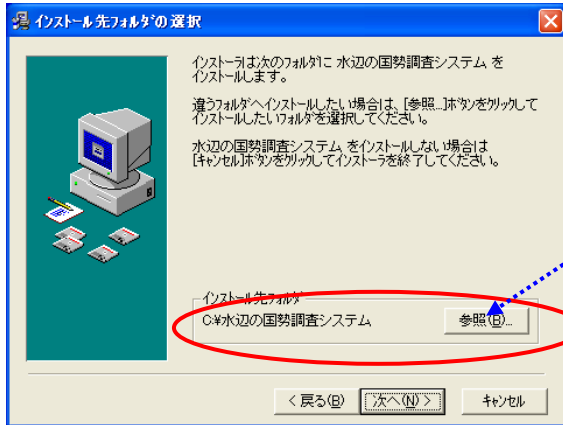 インストール先フォルダの選択
インストーラは次のフォルダに 水辺の国勢調査システム を
インストールします。
違うフォルダへインストールしたい場合は、[参照...]ボタンをクリックして
インストールしたいフォルダを選択してください。
水辺の国勢調査システム をインストールしない場合は
[キャンセル]ボタンをクリックしてインストーラを終了してください。
インストール先フォルダ
C:¥水辺の国勢調査システム
参照(B)...
< 戻る(B)
次へ(N) >
キャンセル